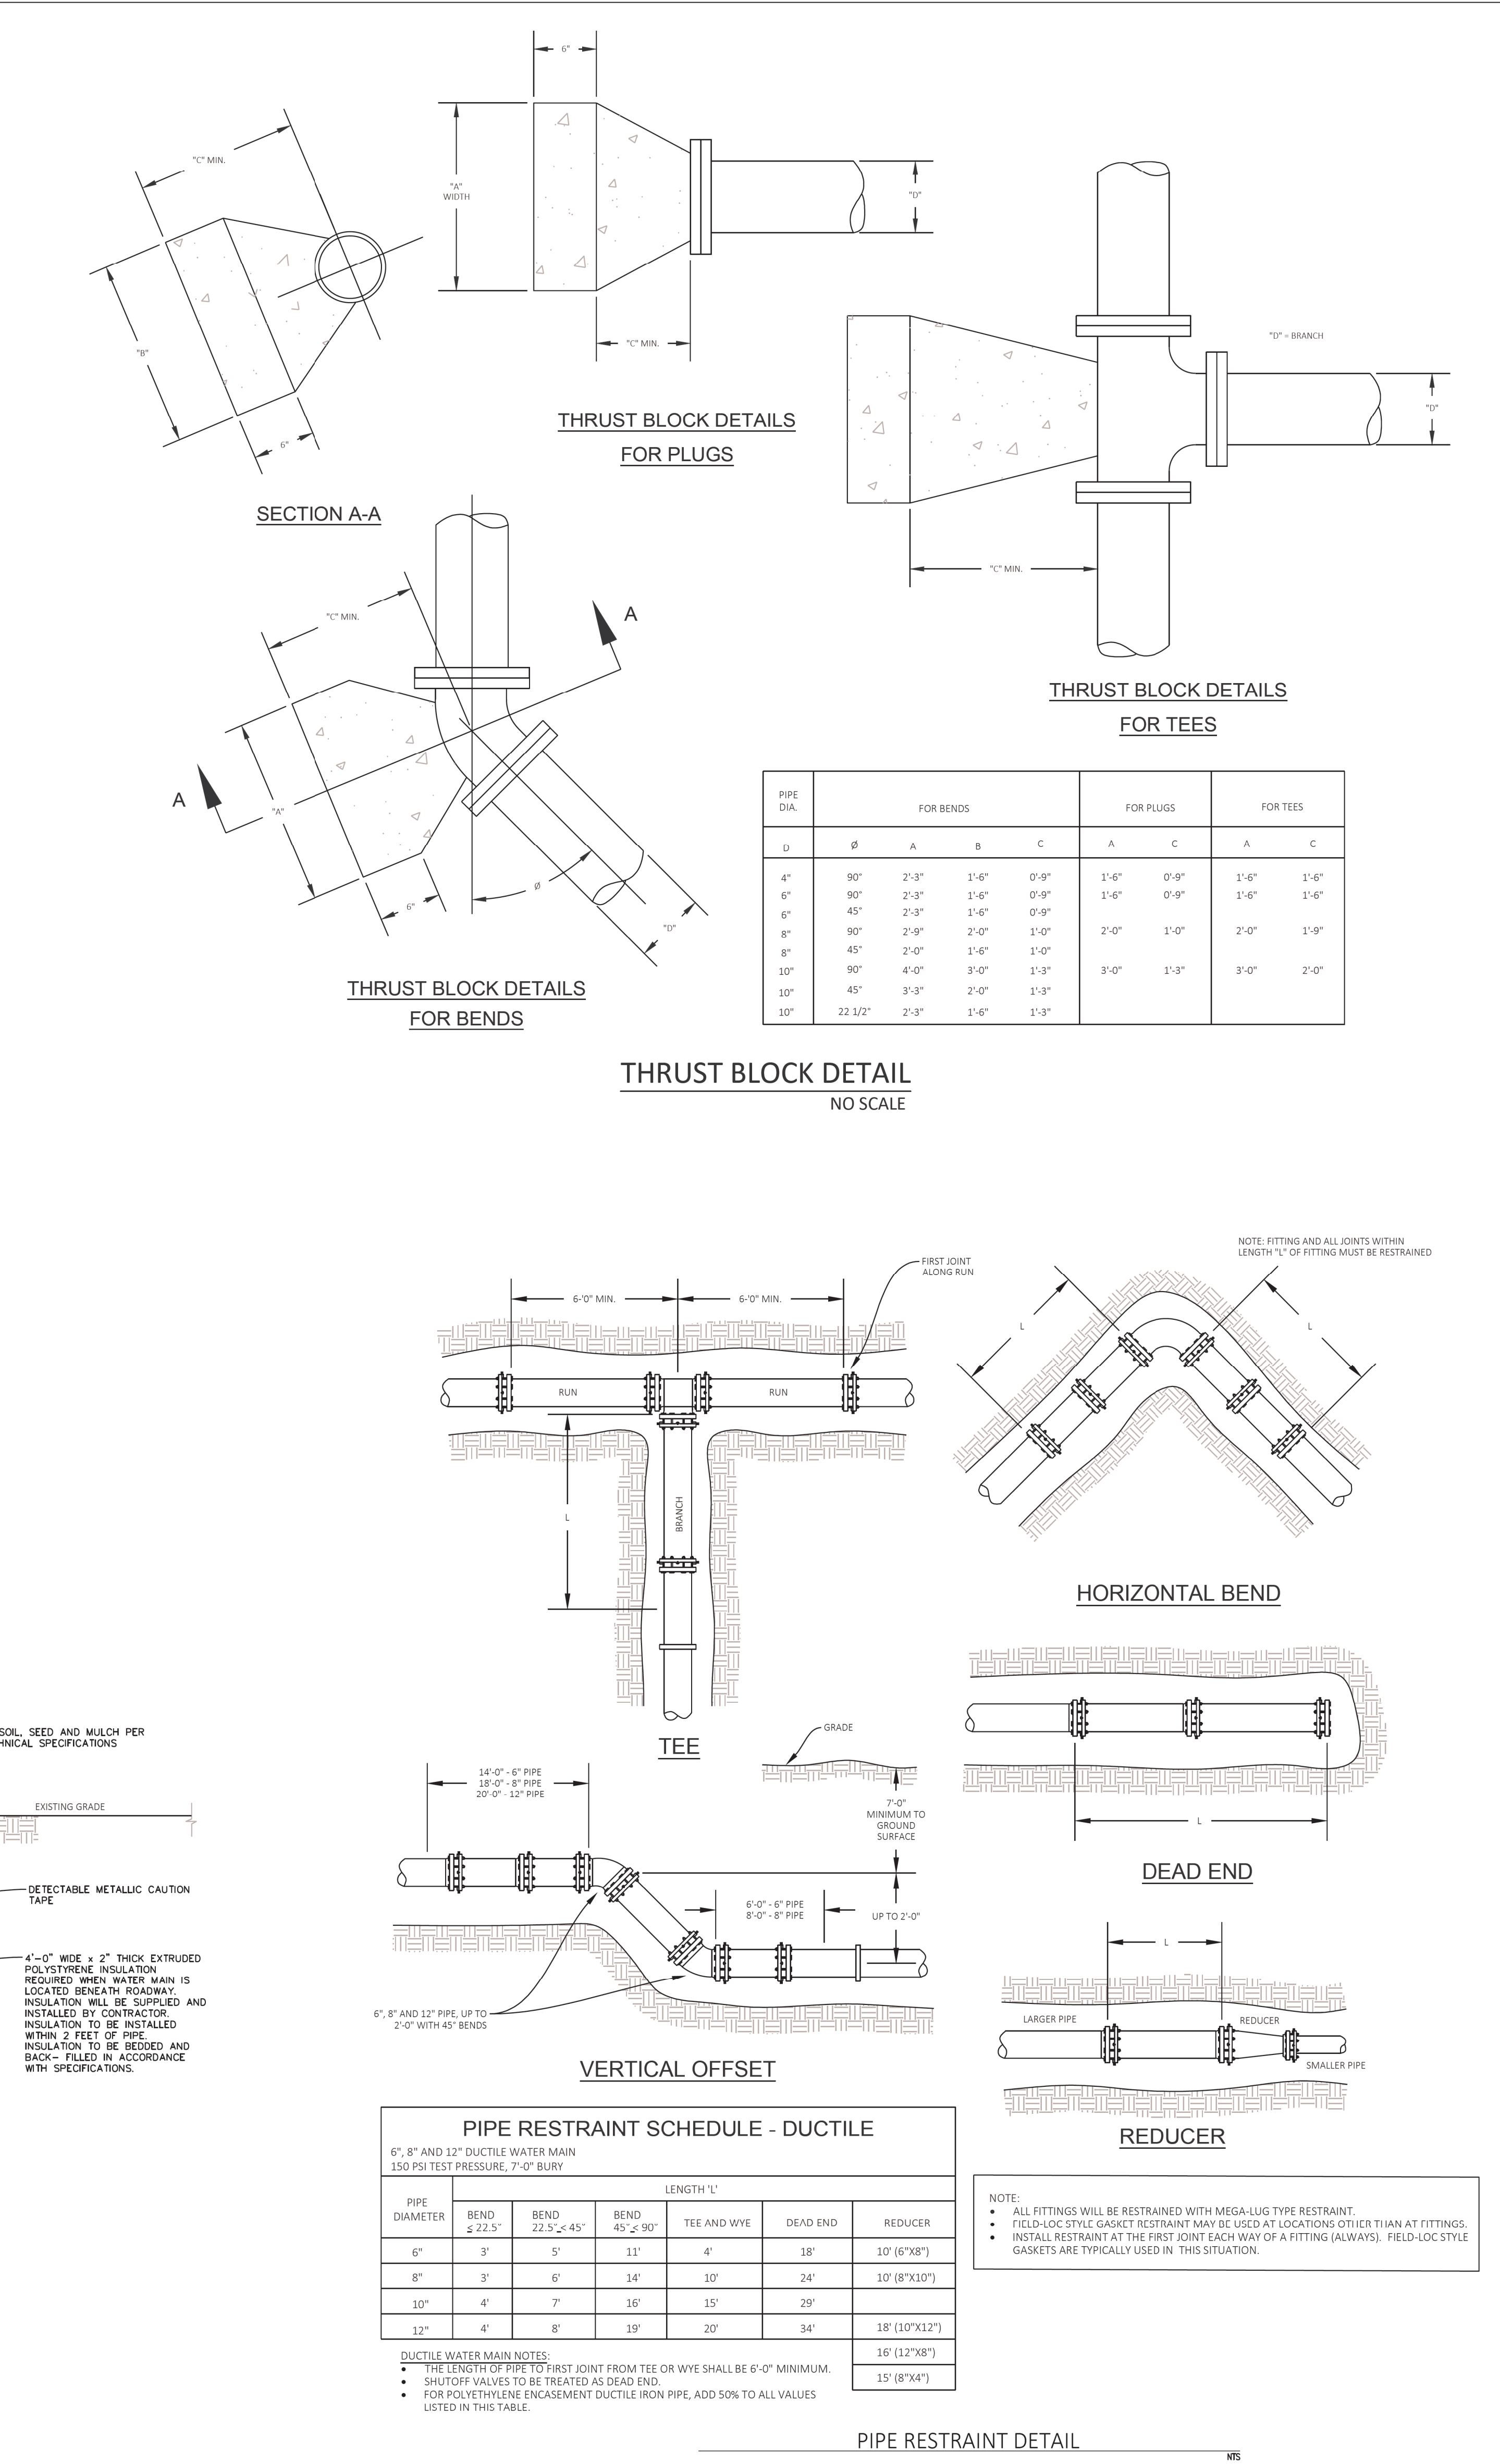 6"
"C" MIN.
"A"
WIDTH
"D"
"B"
6"
"C" MIN.
"D" = BRANCH
"D"
THRUST BLOCK DETAILS
FOR PLUGS
SECTION A-A
"C" MIN.
"C" MIN.
A
THRUST BLOCK DETAILS
FOR TEES
A
"A"
6"
Ø
"D"
THRUST BLOCK DETAILS
FOR BENDS
PIPE
DIA.
FOR BENDS
FOR PLUGS
FOR TEES
D Ø A B C A C A C
4" 90° 2'-3" 1'-6" 0'-9" 1'-6" 0'-9" 1'-6" 1'-6"
6" 90° 2'-3" 1'-6" 0'-9" 1'-6" 0'-9" 1'-6" 1'-6"
6" 45° 2'-3" 1'-6" 0'-9"
8" 90° 2'-9" 2'-0" 1'-0" 2'-0" 1'-0" 2'-0" 1'-9"
8" 45° 2'-0" 1'-6" 1'-0"
10" 90° 4'-0" 3'-0" 1'-3" 3'-0" 1'-3" 3'-0" 2'-0"
10" 45° 3'-3" 2'-0" 1'-3"
10" 22 1/2" 2'-3" 1'-6" 1'-3"
THRUST BLOCK DETAIL
NO SCALE
FIRST JOINT
ALONG RUN
6-'0" MIN.
6-'0" MIN.
RUN
RUN
L
BRANCH
TEE
NOTE: FITTING AND ALL JOINTS WITHIN
LENGTH "L" OF FITTING MUST BE RESTRAINED
L
L
HORIZONTAL BEND
L
DEAD END
SOIL, SEED AND MULCH PER
HNICAL SPECIFICATIONS
EXISTING GRADE
DETECTABLE METALLIC CAUTION
TAPE
4'-0" WIDE x 2" THICK EXTRUDED
POLYSTYRENE INSULATION
REQUIRED WHEN WATER MAIN IS
LOCATED BENEATH ROADWAY.
INSULATION WILL BE SUPPLIED AND
INSTALLED BY CONTRACTOR.
INSULATION TO BE INSTALLED
WITHIN 2 FEET OF PIPE.
INSULATION TO BE BEDDED AND
BACK- FILLED IN ACCORDANCE
WITH SPECIFICATIONS.
GRADE
14'-0" - 6" PIPE
18'-0" - 8" PIPE
20'-0" - 12" PIPE
7'-0"
MINIMUM TO
GROUND
SURFACE
6'-0" - 6" PIPE
8'-0" - 8" PIPE
UP TO 2'-0"
6", 8" AND 12" PIPE, UP TO
2'-0" WITH 45° BENDS
VERTICAL OFFSET
L
LARGER PIPE
REDUCER
SMALLER PIPE
REDUCER
PIPE RESTRAINT SCHEDULE - DUCTILE
6", 8" AND 12" DUCTILE WATER MAIN
150 PSI TEST PRESSURE, 7'-0" BURY
PIPE
DIAMETER
LENGTH 'L'
BEND
≤ 22.5°
BEND
22.5°≤ 45°
BEND
45°≤ 90°
TEE AND WYE
DEAD END
REDUCER
6" 3' 5' 11' 4' 18' 10' (6"X8")
8" 3' 6' 14' 10' 24' 10' (8"X10")
10" 4' 7' 16' 15' 29'
12" 4' 8' 19' 20' 34' 18' (10"X12")
16' (12"X8")
15' (8"X4")
DUCTILE WATER MAIN NOTES:
• THE LENGTH OF PIPE TO FIRST JOINT FROM TEE OR WYE SHALL BE 6'-0" MINIMUM.
• SHUTOFF VALVES TO BE TREATED AS DEAD END.
• FOR POLYETHYLENE ENCASEMENT DUCTILE IRON PIPE, ADD 50% TO ALL VALUES
LISTED IN THIS TABLE.
NOTE:
• ALL FITTINGS WILL BE RESTRAINED WITH MEGA-LUG TYPE RESTRAINT.
• FIELD-LOC STYLE GASKET RESTRAINT MAY BE USED AT LOCATIONS OTHER THAN AT FITTINGS.
• INSTALL RESTRAINT AT THE FIRST JOINT EACH WAY OF A FITTING (ALWAYS). FIELD-LOC STYLE
GASKETS ARE TYPICALLY USED IN THIS SITUATION.
PIPE RESTRAINT DETAIL
NTS